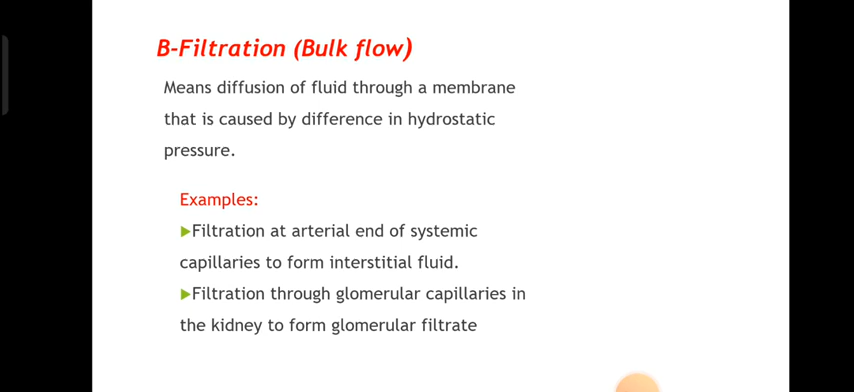 B-Filtration (Bulk flow)
Means diffusion of fluid through a membrane
that is caused by difference in hydrostatic
pressure.
Examples:
▶Filtration at arterial end of systemic
capillaries to form interstitial fluid.
▶Filtration through glomerular capillaries in
the kidney to form glomerular filtrate